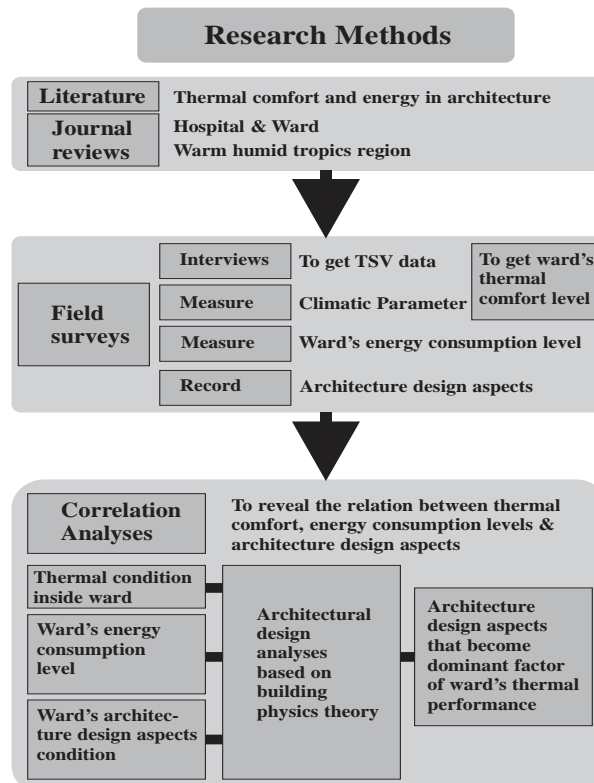 Research Methods
Literature
Thermal comfort and energy in architecture
Journal
reviews
Hospital & Ward
Warm humid tropics region
Field
surveys
Interviews
To get TSV data
Measure
Climatic Parameter
To get ward's
thermal
comfort level
Measure
Ward's energy consumption level
Record
Architecture design aspects
Correlation
Analyses
To reveal the relation between thermal
comfort, energy consumption levels &
architecture design aspects
Thermal condition
inside ward
Ward's energy
consumption
level
Ward's architec-
ture design aspects
condition
Architectural
design
analyses
based on
building
physics theory
Architecture
design aspects
that become
dominant factor
of ward's thermal
performance